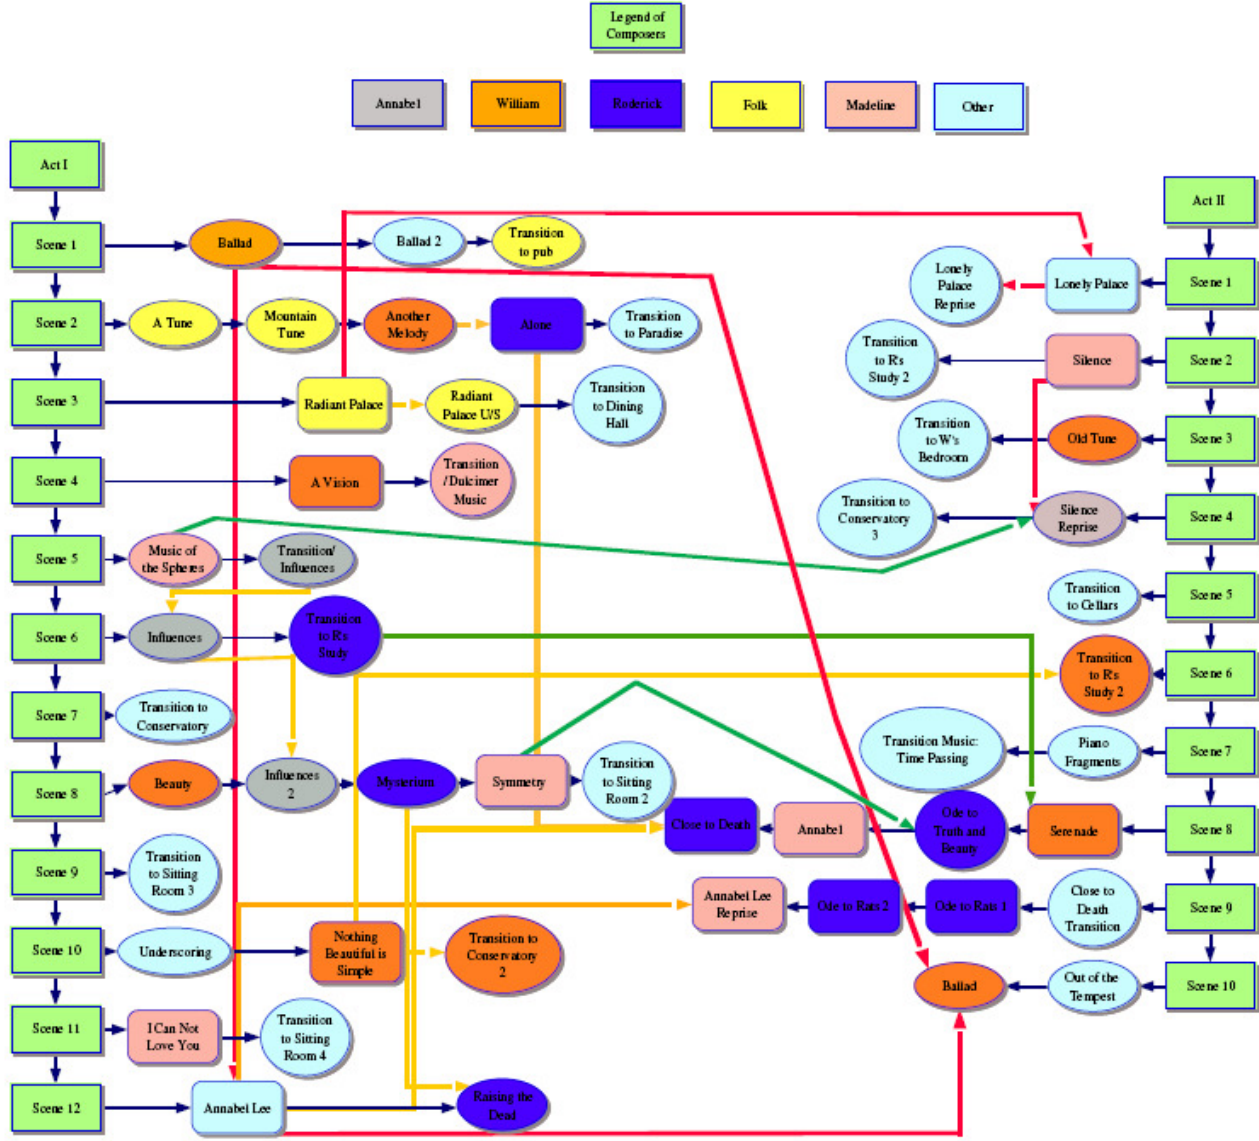 Legend of
Composers
Annabel
William
Roderick
Folk
Madeline
Other
Act I
Scene 1
Ballad
Ballad 2
Transition
to pub
Scene 2
A Tune
Mountain
Tune
Another
Melody
Alone
Transition
to Paradise
Scene 3
Radiant Palace
Radiant
Palace U/S
Transition
to Dining
Hall
Scene 4
A Vision
Transition
/Dulcimer
Music
Scene 5
Music of
the Spheres
Transition/
Influences
Scene 6
Influences
Transition
to R's
Study
Scene 7
Transition to
Conservatory
Scene 8
Beauty
Influences
2
Mysterium
Symmetry
Transition
to Sitting
Room 2
Scene 9
Transition
to Sitting
Room 3
Scene 10
Underscoring
Nothing
Beautiful is
Simple
Transition to
Conservatory
2
Scene 11
I Can Not
Love You
Transition
to Sitting
Room 4
Scene 12
Annabel Lee
Raising the
Dead
Act II
Scene 1
Lonely Palace
Lonely
Palace
Reprise
Scene 2
Silence
Transition
to R's
Study 2
Scene 3
Old Tune
Transition
to W's
Bedroom
Scene 4
Silence
Reprise
Transition to
Conservatory
3
Scene 5
Transition
to Cellars
Scene 6
Transition
to R's
Study 2
Scene 7
Piano
Fragments
Transition Music:
Time Passing
Scene 8
Serenade
Ode to
Truth and
Beauty
Annabel
Close to Death
Scene 9
Close to
Death
Transition
Ode to Rats 1
Ode to Rats 2
Annabel Lee
Reprise
Scene 10
Out of the
Tempest
Ballad